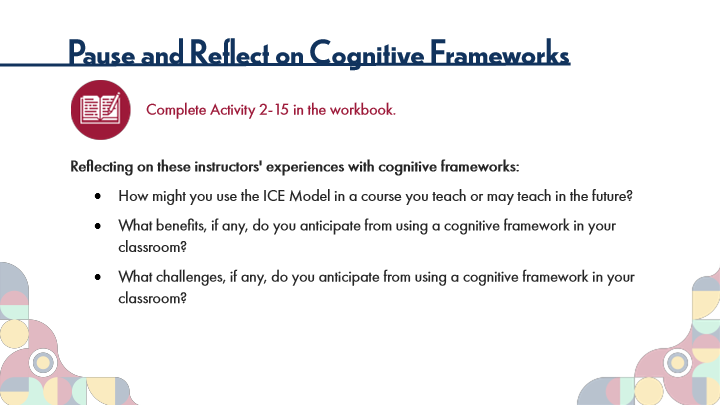 Pause and Reflect on Cognitive Frameworks
Complete Activity 2-15 in the workbook.
Reflecting on these instructors' experiences with cognitive frameworks:
• How might you use the ICE Model in a course you teach or may teach in the future?
• What benefits, if any, do you anticipate from using a cognitive framework in your
classroom?
• What challenges, if any, do you anticipate from using a cognitive framework in your
classroom?